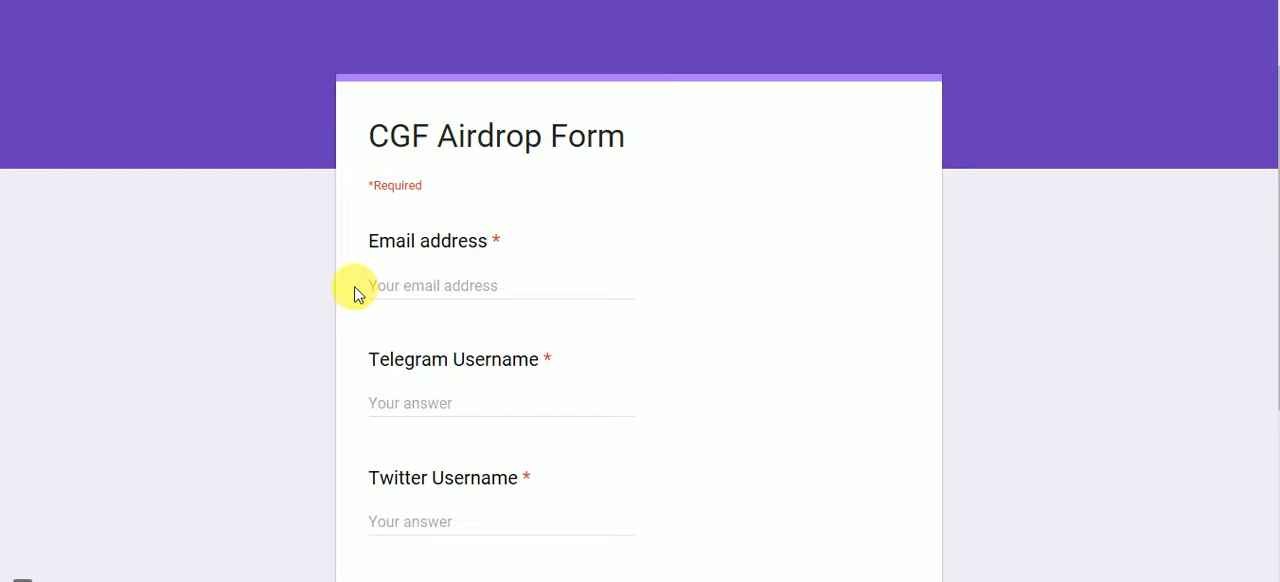 CGF Airdrop Form
*Required
Email address *
Your email address
Telegram Username *
Your answer
Twitter Username *
Your answer